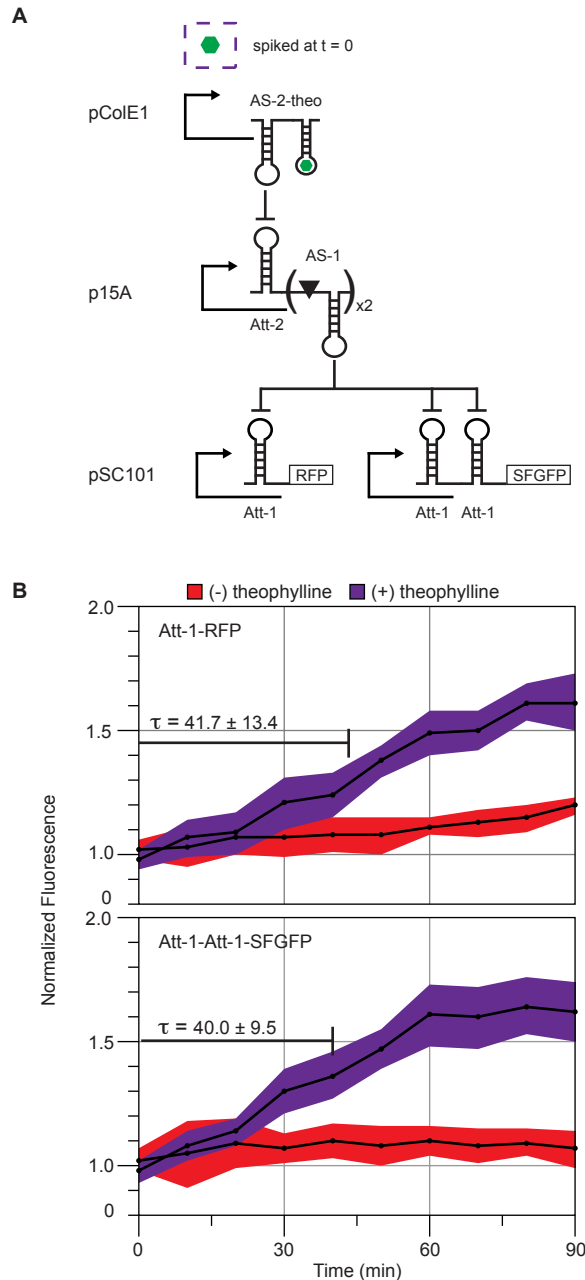 A
spiked at t = 0
AS-2-theo
pColE1
AS-1
p15A
Att-2
x2
pSC101
RFP
SFGFP
Att-1
Att-1
Att-1
B
(-) theophylline
(+) theophylline
2.0
Att-1-RFP
τ = 41.7 ± 13.4
1.5
1.0
0
Normalized Fluorescence
2.0
Att-1-Att-1-SFGFP
τ = 40.0 ± 9.5
1.5
1.0
0
0
30
60
90
Time (min)